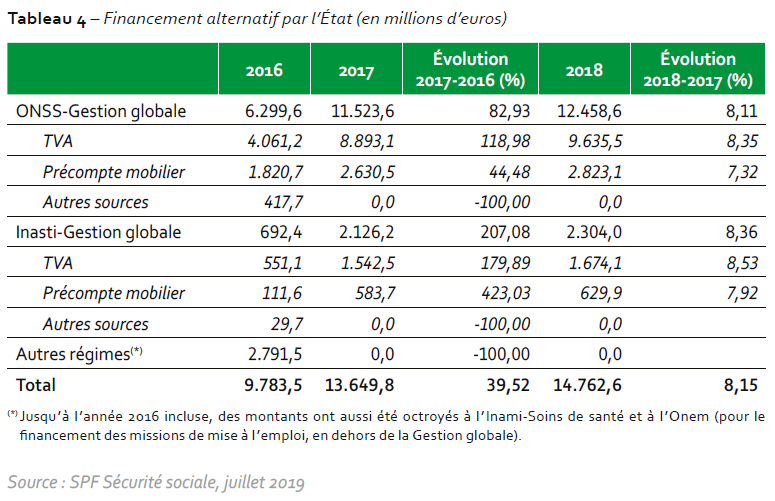 Tableau 4 – Financement alternatif par l’État (en millions d’euros)
2016 2017 Évolution 2017-2016 (%) 2018 Évolution 2018-2017 (%)
ONSS-Gestion globale 6.299,6 11.523,6 82,93 12.458,6 8,11
TVA 4.061,2 8.893,1 118,98 9.635,5 8,35
Précompte mobilier 1.820,7 2.630,5 44,48 2.823,1 7,32
Autres sources 417,7 0,0 -100,00 0,0
Inasti-Gestion globale 692,4 2.126,2 207,08 2.304,0 8,36
TVA 551,1 1.542,5 179,89 1.674,1 8,53
Précompte mobilier 111,6 583,7 423,03 629,9 7,92
Autres sources 29,7 0,0 -100,00 0,0
Autres régimes(*) 2.791,5 0,0 -100,00 0,0
Total 9.783,5 13.649,8 39,52 14.762,6 8,15
(*) Jusqu’à l’année 2016 incluse, des montants ont aussi été octroyés à l’Inami-Soins de santé et à l’Onem (pour le
financement des missions de mise à l’emploi, en dehors de la Gestion globale).
Source : SPF Sécurité sociale, juillet 2019